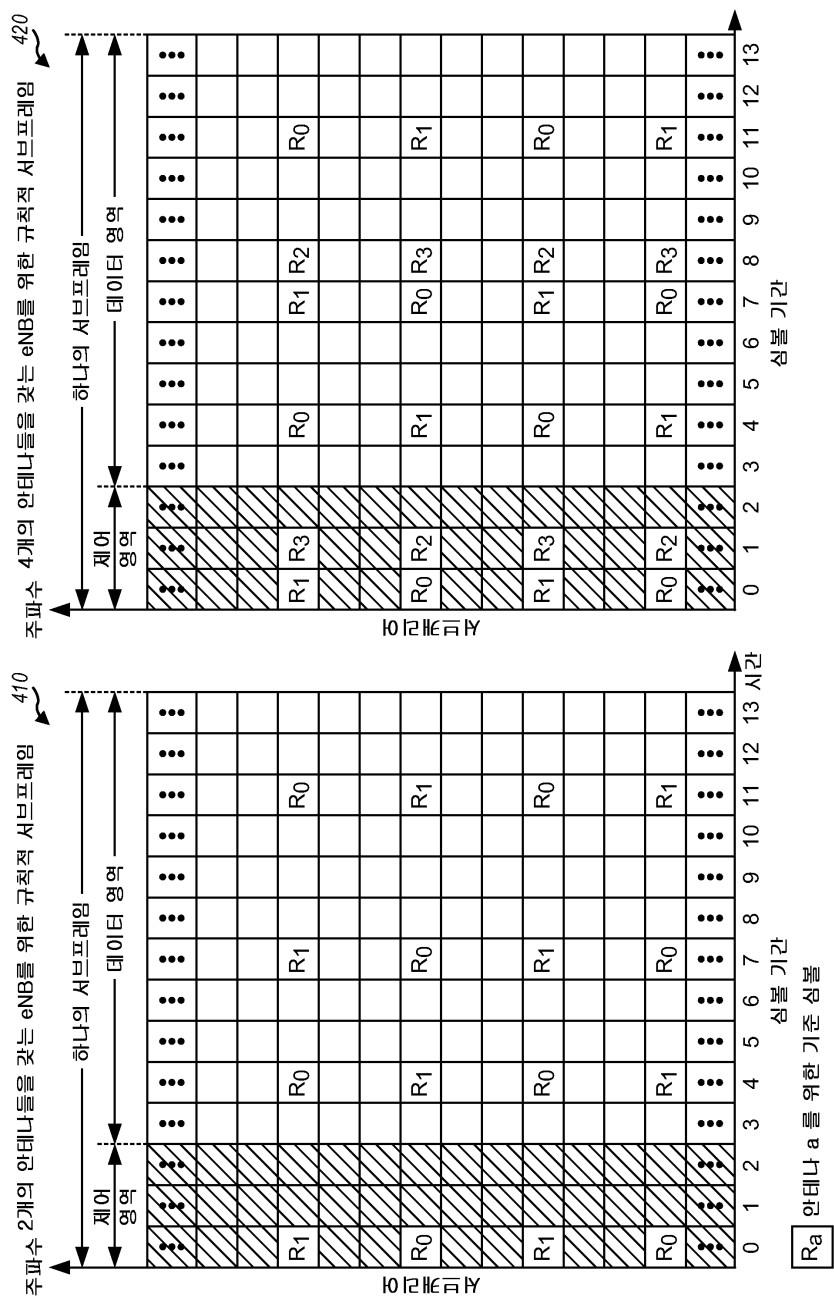 주파수 2개의 안테나들을 갖는 eNB를 위한 규칙적 서브프레임 410
하나의 서브프레임
제어 영역
데이터 영역
서브캐리어
••• ••• ••• ••• ••• ••• ••• ••• ••• ••• ••• ••• ••• •••
R1 R0 R1 R0
R0 R1 R0 R1
R1 R0 R1 R0
R0 R1 R0 R1
••• ••• ••• ••• ••• ••• ••• ••• ••• ••• ••• ••• ••• •••
0 1 2 3 4 5 6 7 8 9 10 11 12 13 시간
심볼 기간
주파수 4개의 안테나들을 갖는 eNB를 위한 규칙적 서브프레임 420
하나의 서브프레임
제어 영역
데이터 영역
서브캐리어
••• ••• ••• ••• ••• ••• ••• ••• ••• ••• ••• ••• ••• •••
R1 R3 R0 R1 R2 R0
R0 R2 R1 R0 R3 R1
R1 R3 R0 R1 R2 R0
R0 R2 R1 R0 R3 R1
••• ••• ••• ••• ••• ••• ••• ••• ••• ••• ••• ••• ••• •••
0 1 2 3 4 5 6 7 8 9 10 11 12 13
심볼 기간
Ra 안테나 a 를 위한 기준 심볼